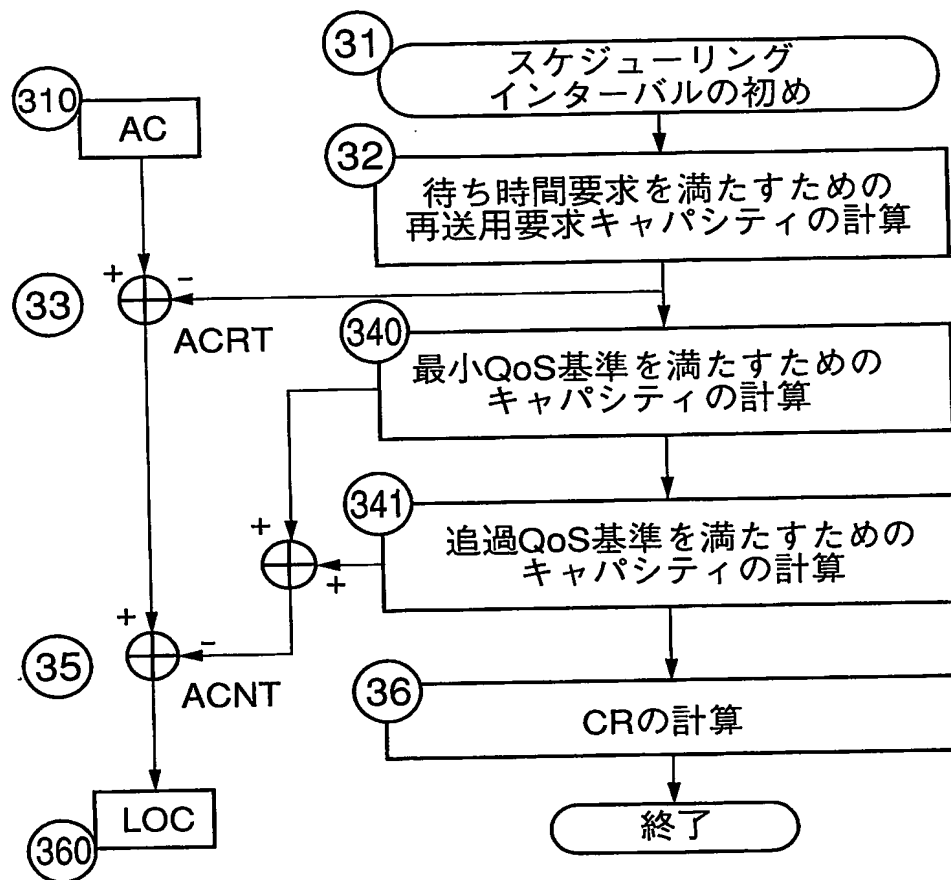 31
スケジューリング
インターバルの初め
310
AC
32
待ち時間要求を満たすための
再送用要求キャパシティの計算
+
-
33
ACRT
340
最小QoS基準を満たすための
キャパシティの計算
341
追過QoS基準を満たすための
キャパシティの計算
+
+
+
-
35
ACNT
36
CRの計算
LOC
360
終了